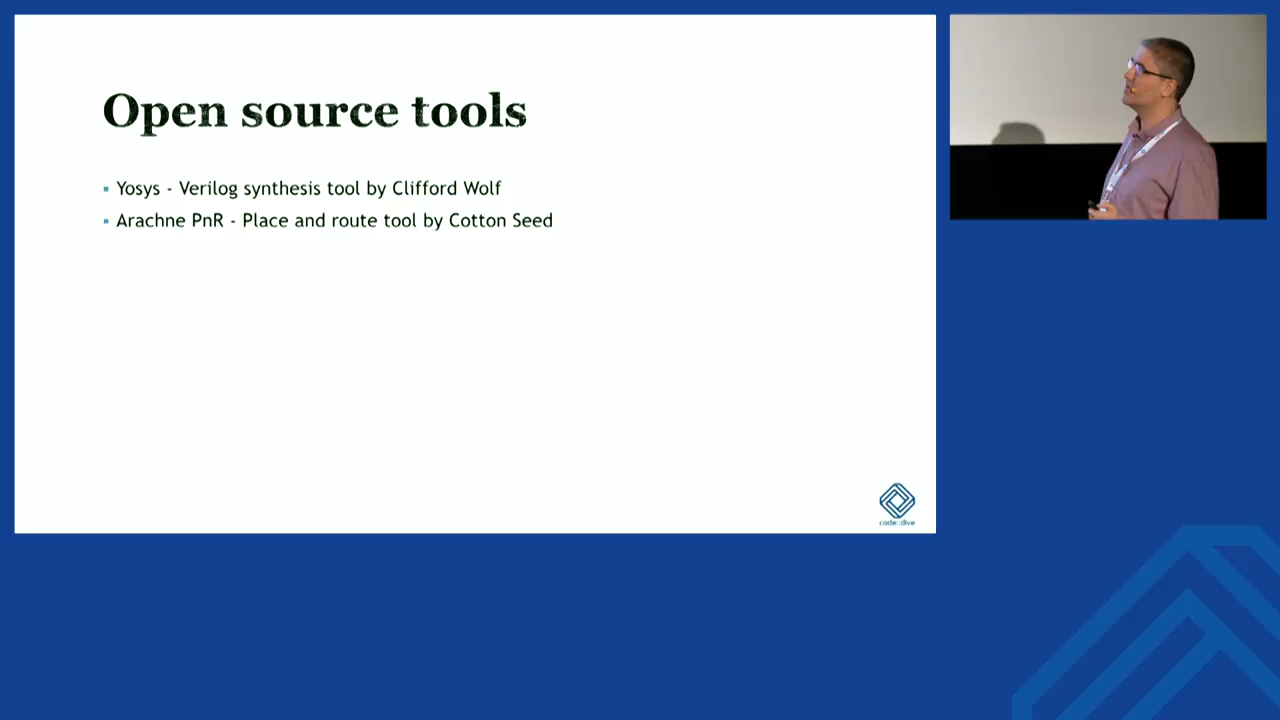 Open source tools
Yosys - Verilog synthesis tool by Clifford Wolf
Arachne PnR - Place and route tool by Cotton Seed
code::dive